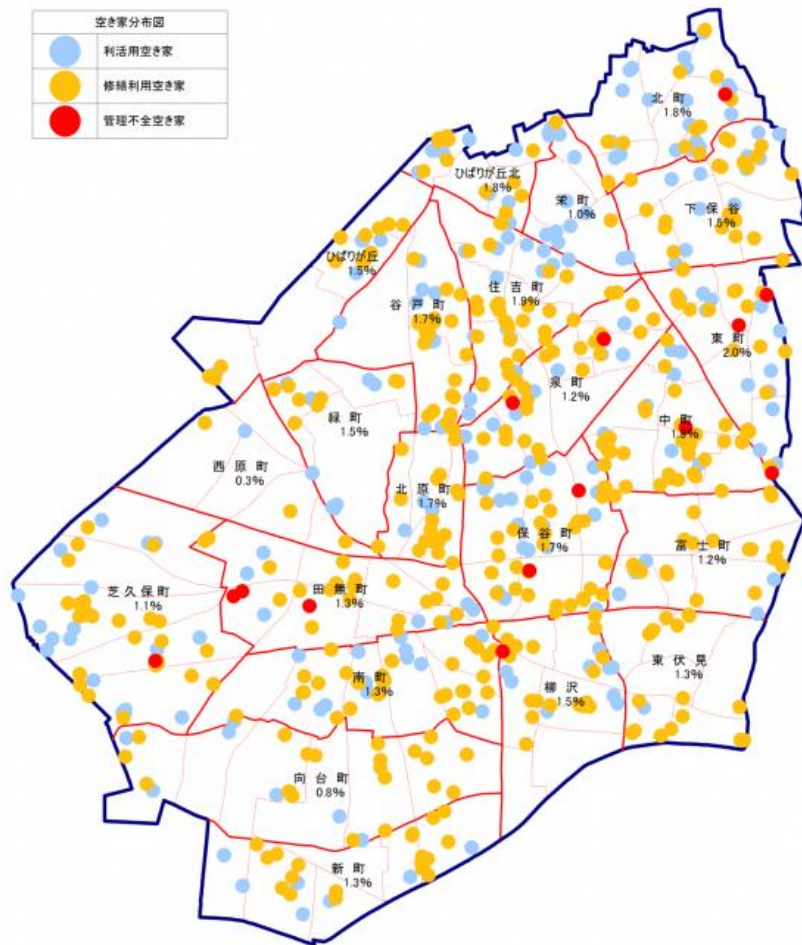 空き家分布図
利活用空き家
修繕利用空き家
管理不全空き家
北町
1.8%
ひばりが丘北
1.8%
栄町
1.0%
下保谷
1.5%
ひばりが丘
1.5%
住吉町
1.9%
谷戸町
1.7%
東町
2.0%
泉町
1.2%
緑町
1.5%
中町
1.9%
西原町
0.3%
北原町
1.7%
保谷町
1.7%
富士町
1.2%
芝久保町
1.1%
田無町
1.3%
東伏見
1.3%
南町
1.3%
柳沢
1.5%
向台町
0.8%
新町
1.3%